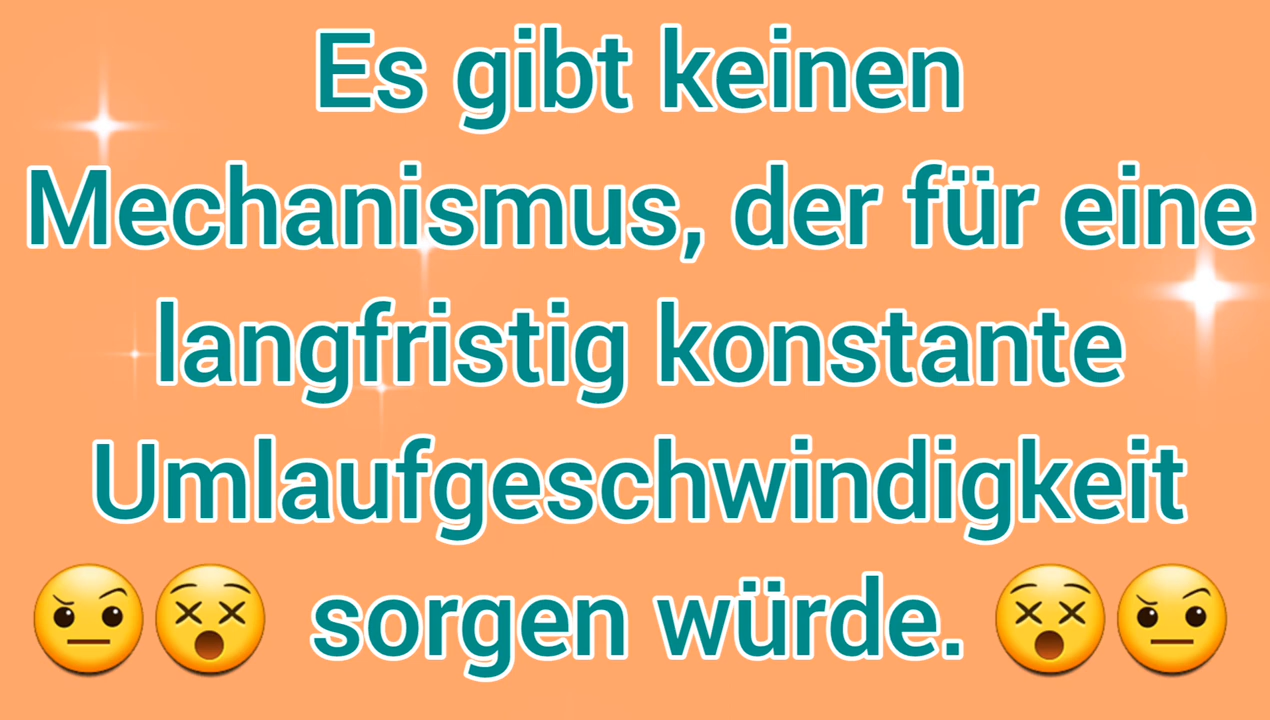 Es gibt keinen
Mechanismus, der für eine
langfristig konstante
Umlaufgeschwindigkeit
🤨😵 sorgen würde. 😵🤨